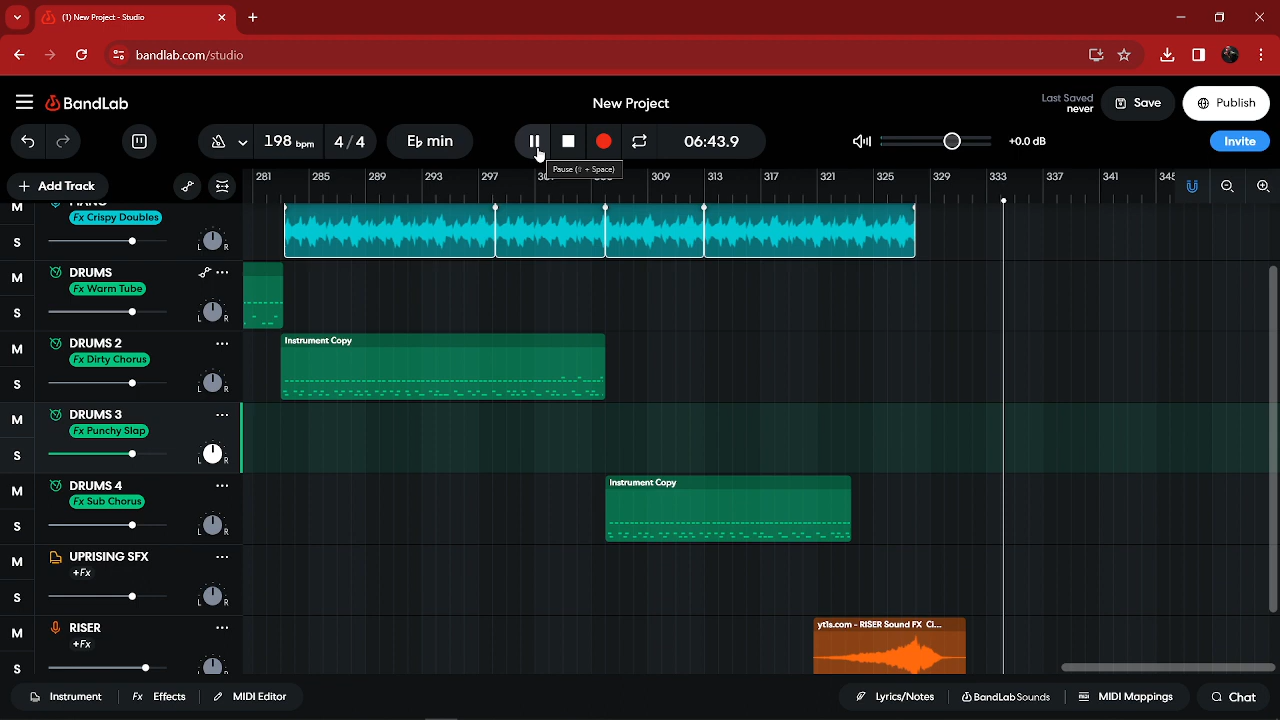 (1) New Project - Studio
bandlab.com/studio
BandLab
New Project
Last Saved
never
Save
Publish
198 bpm
4/4
E♭ min
06:43.9
+0.0 dB
Invite
Pause (⇧ + Space)
+ Add Track
281 285 289 293 297 309 313 317 321 325 329 333 337 341 345
M
Fx Crispy Doubles
S
L R
M DRUMS
Fx Warm Tube
S
L R
M DRUMS 2
Fx Dirty Chorus
S
L R
Instrument Copy
M DRUMS 3
Fx Punchy Slap
S
L R
M DRUMS 4
Fx Sub Chorus
S
L R
Instrument Copy
M UPRISING SFX
+Fx
S
L R
M RISER
+Fx
S
L R
yt1s.com - RISER Sound FX Cl...
Instrument
Fx Effects
MIDI Editor
Lyrics/Notes
BandLab Sounds
MIDI Mappings
Chat